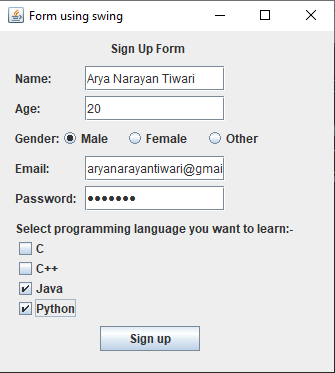 Form using swing
Sign Up Form
Name: Arya Narayan Tiwari
Age: 20
Gender: Male Female Other
Email: aryanarayantiwari@gmai
Password: •••••••
Select programming language you want to learn:-
C
C++
Java
Python
Sign up